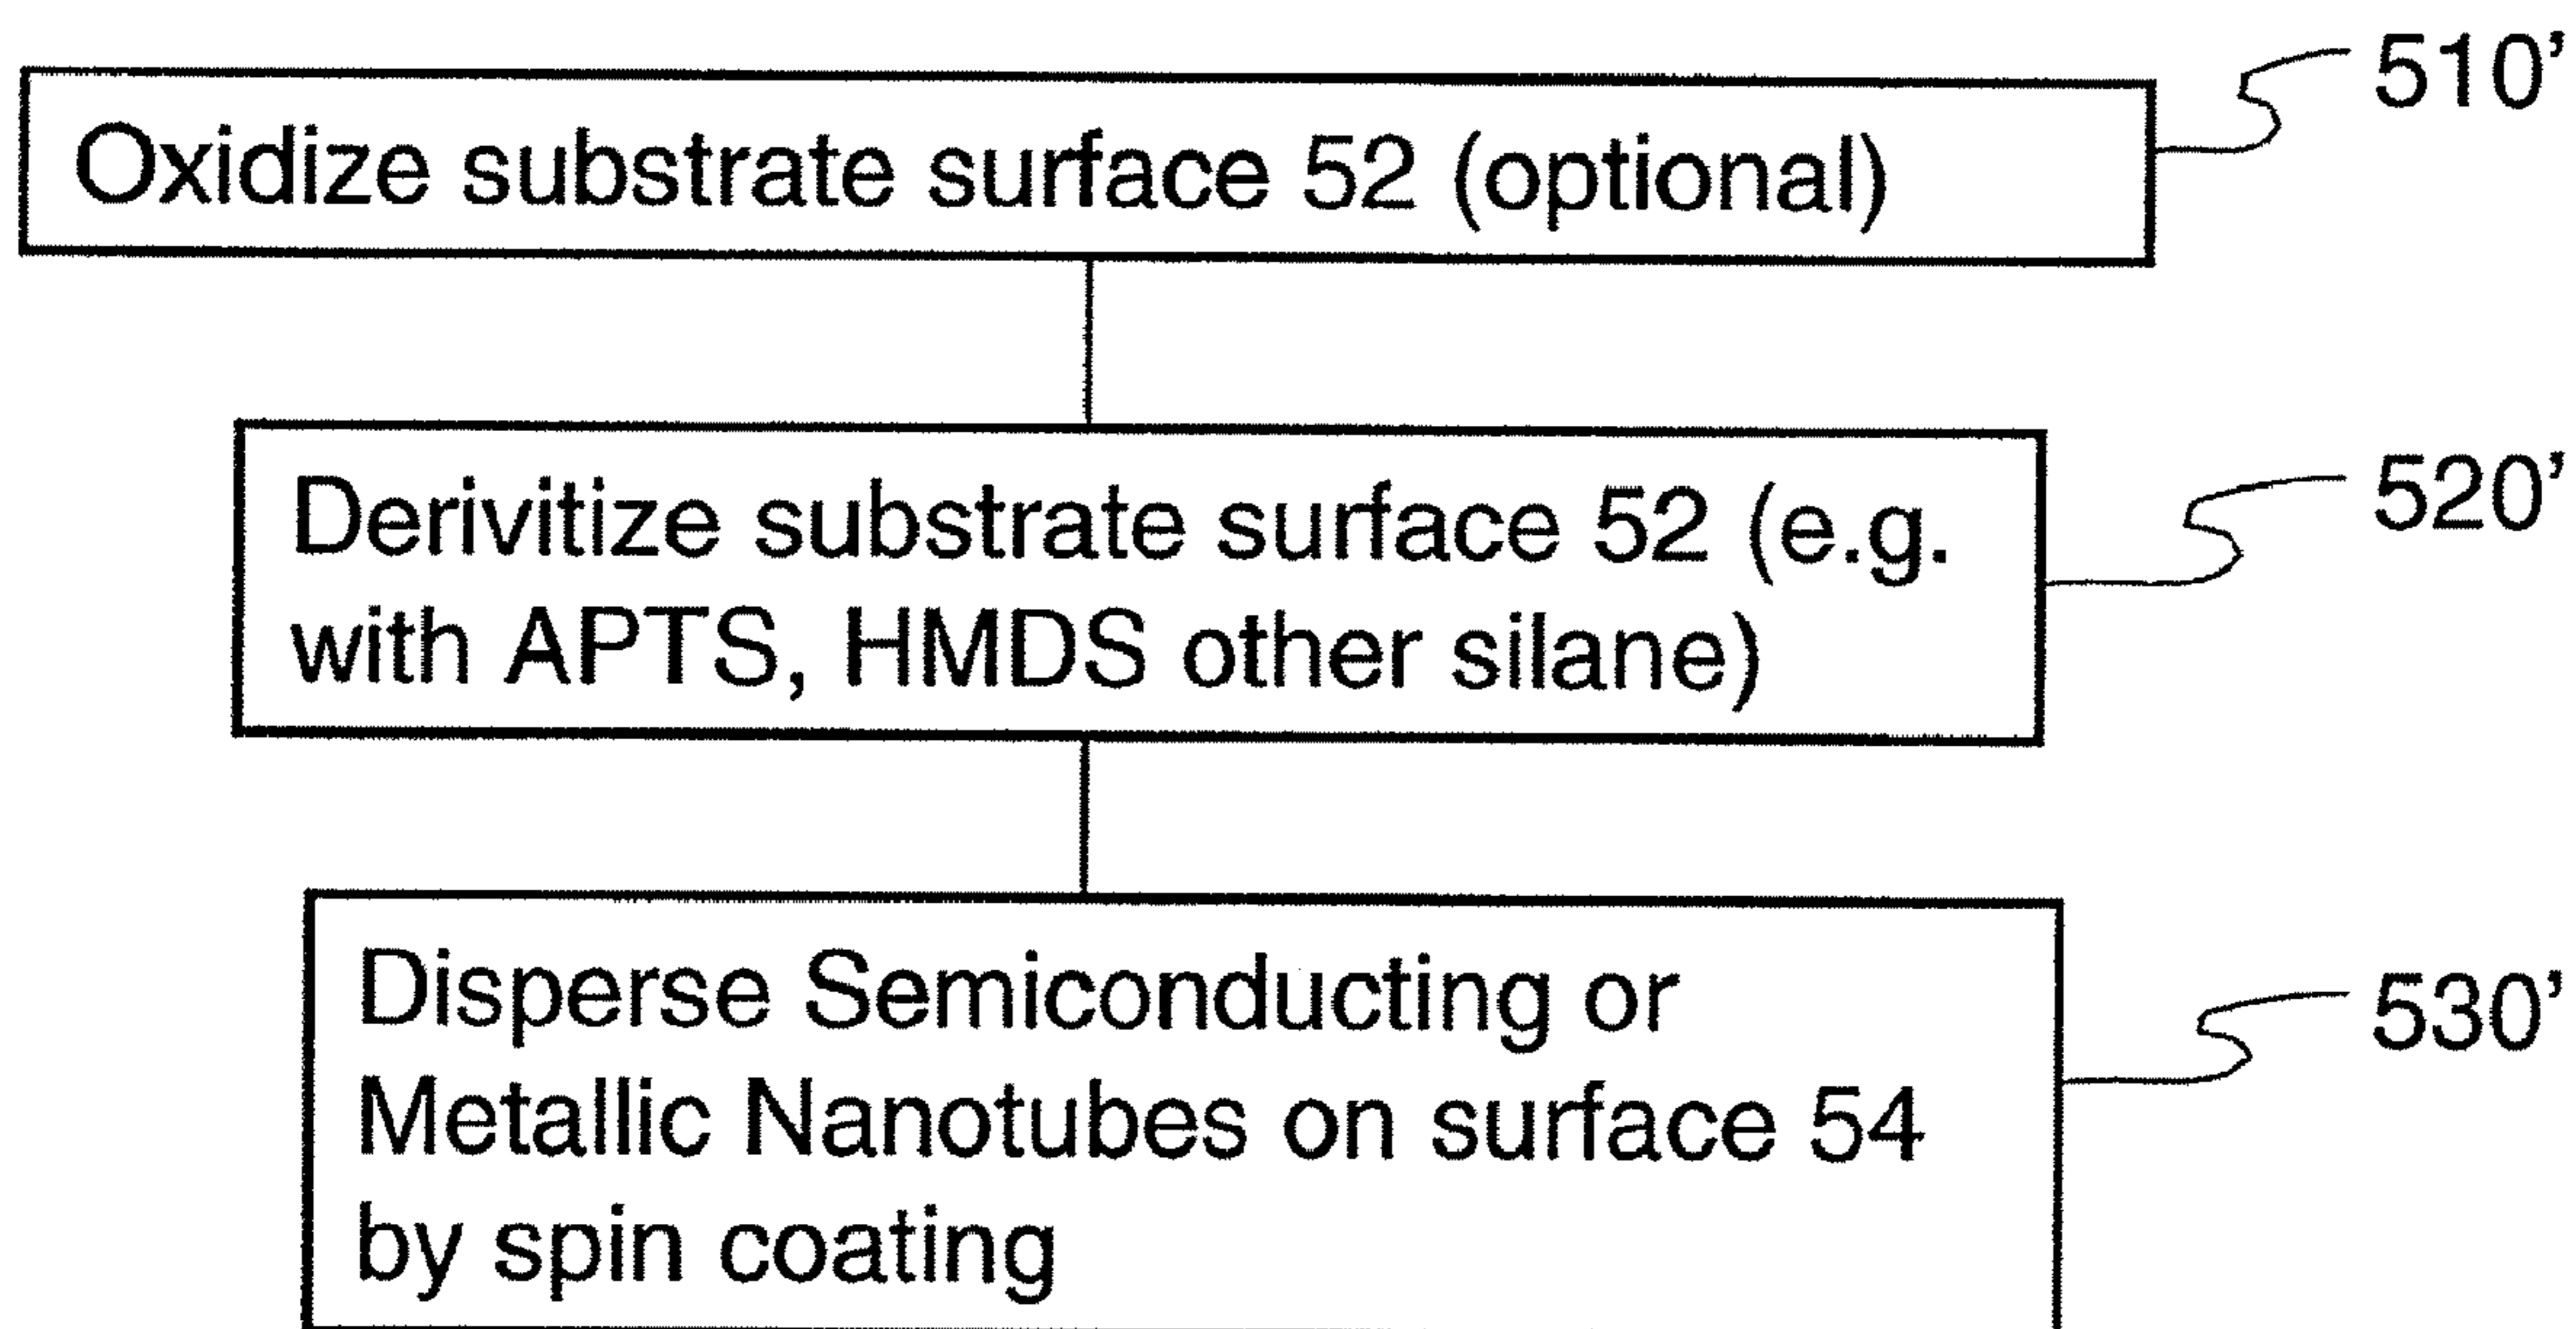 510’
Oxidize substrate surface 52 (optional)
520’
Derivitize substrate surface 52 (e.g.
with APTS, HMDS other silane)
530’
Disperse Semiconducting or
Metallic Nanotubes on surface 54
by spin coating